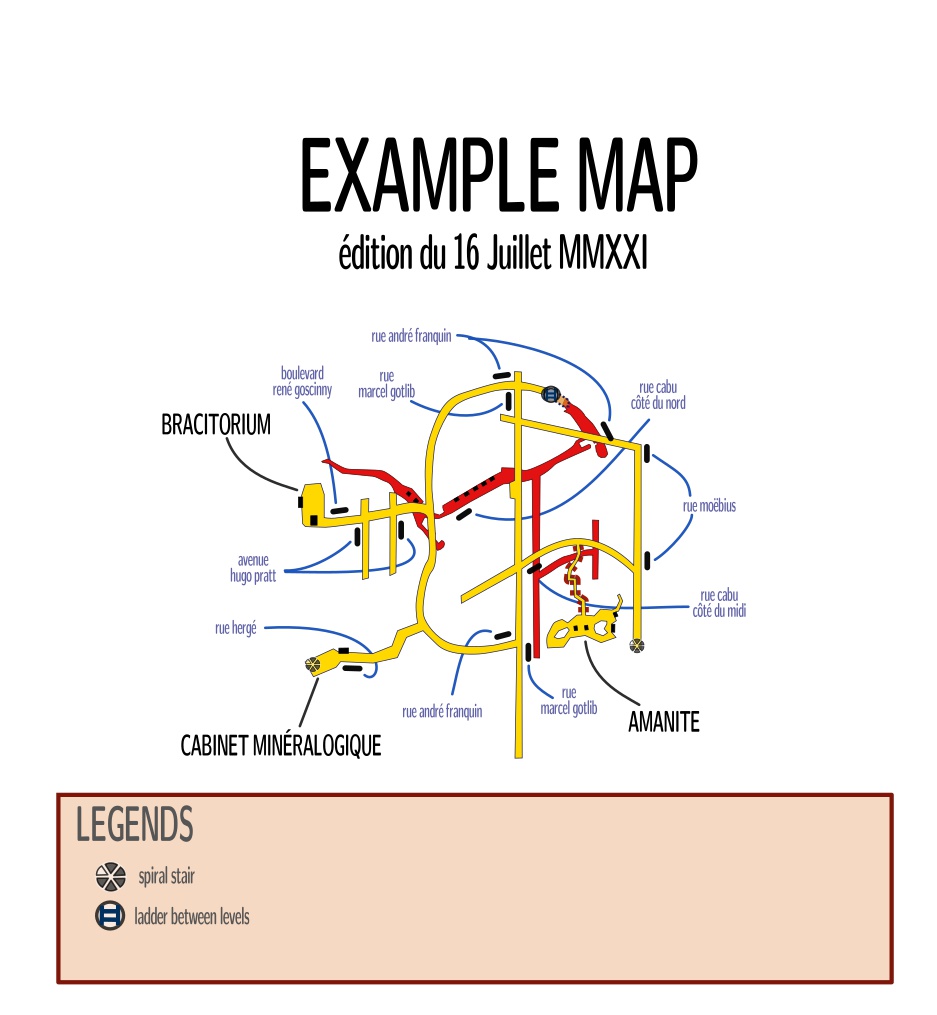 EXAMPLE MAP
édition du 16 Juillet MMXXI
rue andré franquin
boulevard
rené goscinny
rue
marcel gotlib
rue cabu
côté du nord
BRACITORIUM
rue moëbius
avenue
hugo pratt
rue cabu
côté du midi
rue hergé
rue andré franquin
rue
marcel gotlib
AMANITE
CABINET MINÉRALOGIQUE
LEGENDS
spiral stair
ladder between levels